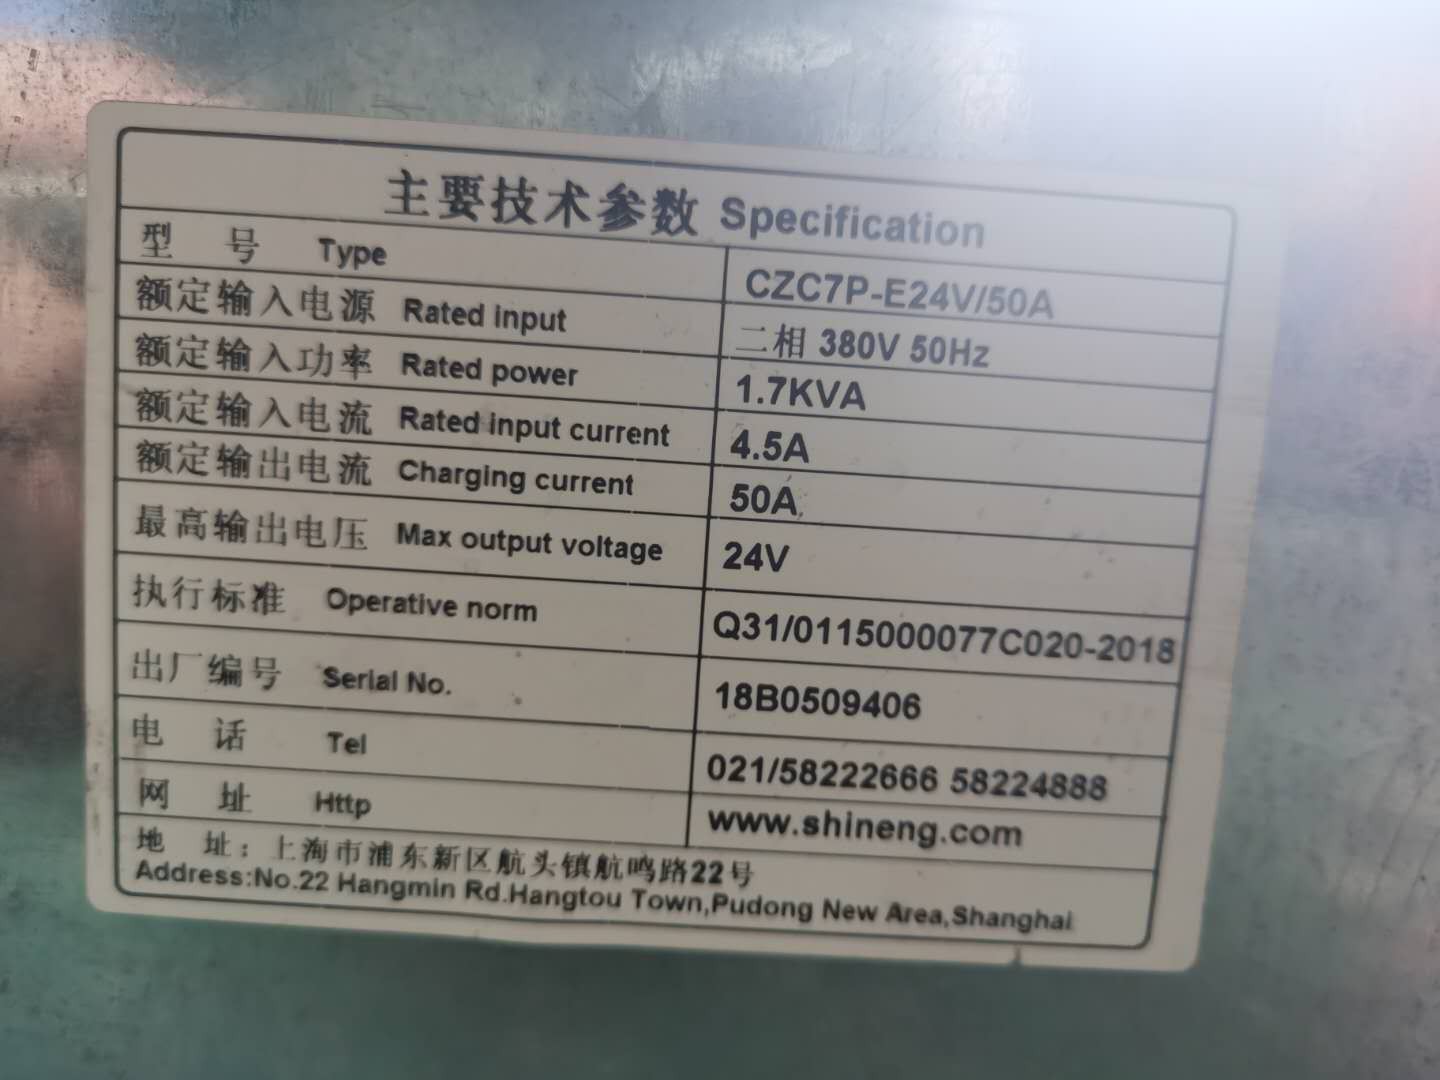 主要技术参数 Specification
型 号 Type CZC7P-E24V/50A
额定输入电源 Rated input 二相 380V 50Hz
额定输入功率 Rated power 1.7KVA
额定输入电流 Rated input current 4.5A
额定输出电流 Charging current 50A
最高输出电压 Max output voltage 24V
执行标准 Operative norm Q31/0115000077C020-2018
出厂编号 Serial No. 18B0509406
电 话 Tel 021/58222666 58224888
网 址 Http www.shineng.com
地 址：上海市浦东新区航头镇航鸣路22号
Address:No.22 Hangmin Rd.Hangtou Town,Pudong New Area,Shanghai